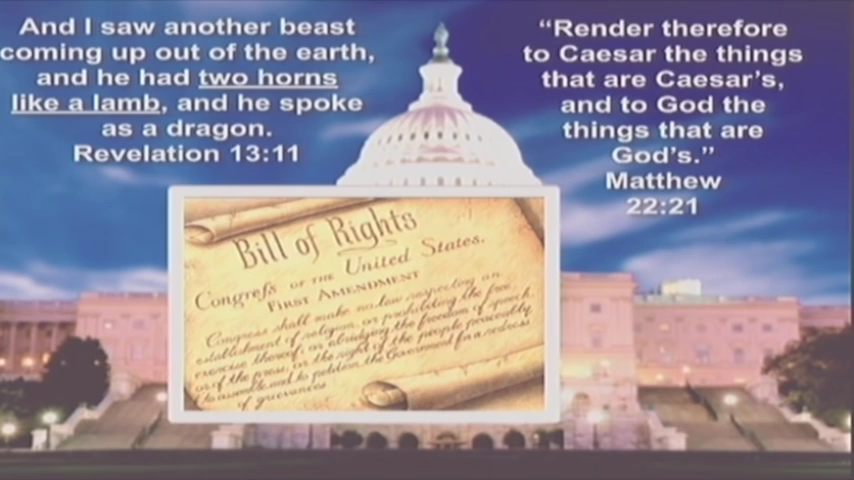 And I saw another beast
coming up out of the earth,
and he had two horns
like a lamb, and he spoke
as a dragon.
Revelation 13:11
“Render therefore
to Caesar the things
that are Caesar’s,
and to God the
things that are
God’s.”
Matthew
22:21
Bill of Rights
Congreſs OF THE United States.
FIRST AMENDMENT
Congress shall make no law respecting an
establishment of religion, or prohibiting the free
exercise thereof; or abridging the freedom of speech,
or of the press; or the right of the people peaceably
to assemble, and to petition the Government for a redress
of grievances